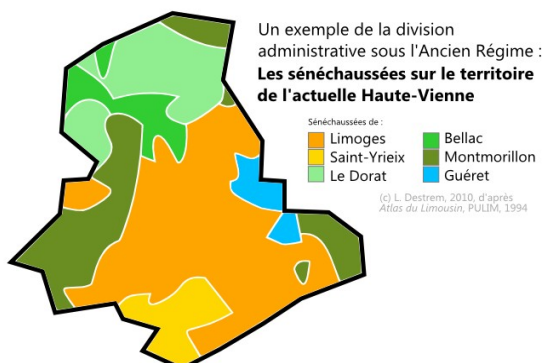 Un exemple de la division
administrative sous l'Ancien Régime :
Les sénéchaussées sur le territoire
de l'actuelle Haute-Vienne
Sénéchaussées de :
Limoges
Saint-Yrieix
Le Dorat
Bellac
Montmorillon
Guéret
(c) L. Destrem, 2010, d'après
Atlas du Limousin, PULIM, 1994